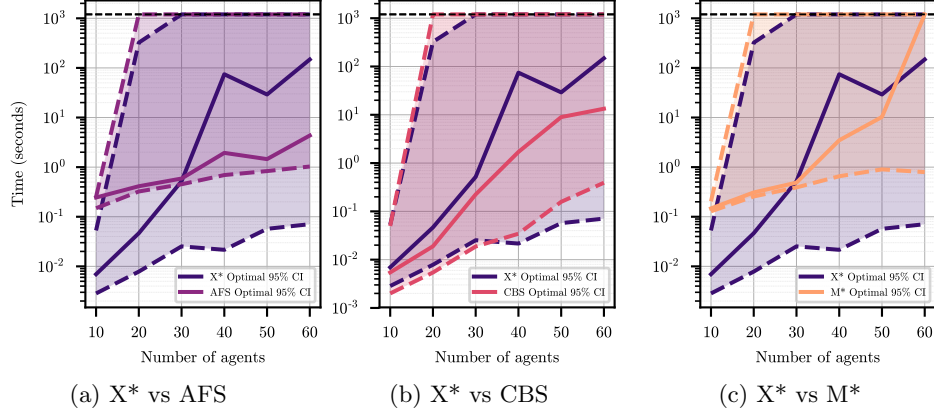 Time (seconds)
10³
10²
10¹
10⁰
10⁻¹
10⁻²
X* Optimal 95% CI
AFS Optimal 95% CI
10 20 30 40 50 60
Number of agents
(a) X* vs AFS
10³
10²
10¹
10⁰
10⁻¹
10⁻²
10⁻³
X* Optimal 95% CI
CBS Optimal 95% CI
10 20 30 40 50 60
Number of agents
(b) X* vs CBS
10³
10²
10¹
10⁰
10⁻¹
10⁻²
X* Optimal 95% CI
M* Optimal 95% CI
10 20 30 40 50 60
Number of agents
(c) X* vs M*